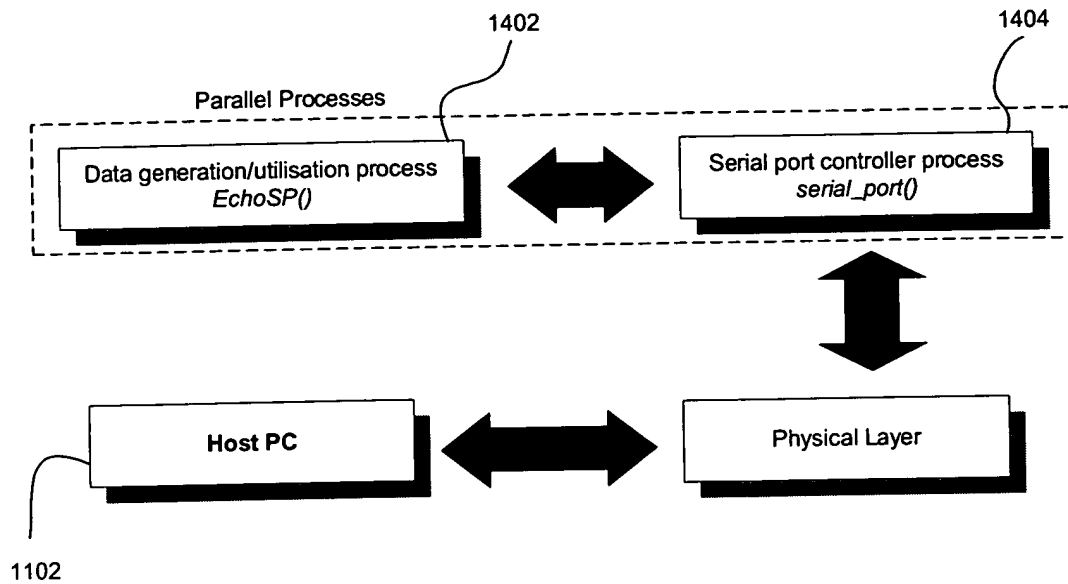 1402
1404
Parallel Processes
Data generation/utilisation process
EchoSP()
Serial port controller process
serial_port()
Host PC
Physical Layer
1102